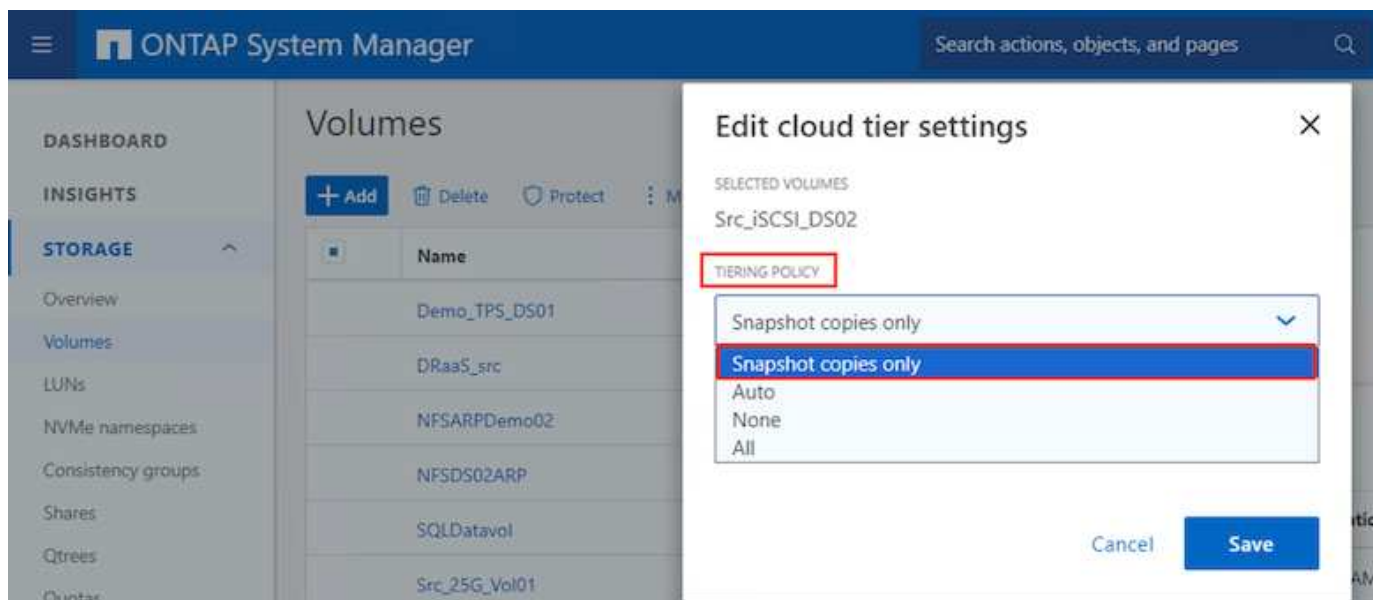 ONTAP System Manager
Search actions, objects, and pages
DASHBOARD
INSIGHTS
STORAGE
Overview
Volumes
LUNs
NVMe namespaces
Consistency groups
Shares
Qtrees
Quotas
Volumes
Add
Delete
Protect
M
Name
Demo_TPS_DS01
DRaaS_src
NFSARPDemo02
NFSDS02ARP
SQLDatavol
Src_25G_Vol01
Edit cloud tier settings
SELECTED VOLUMES
Src_iSCSI_DS02
TIERING POLICY
Snapshot copies only
Snapshot copies only
Auto
None
All
Cancel
Save